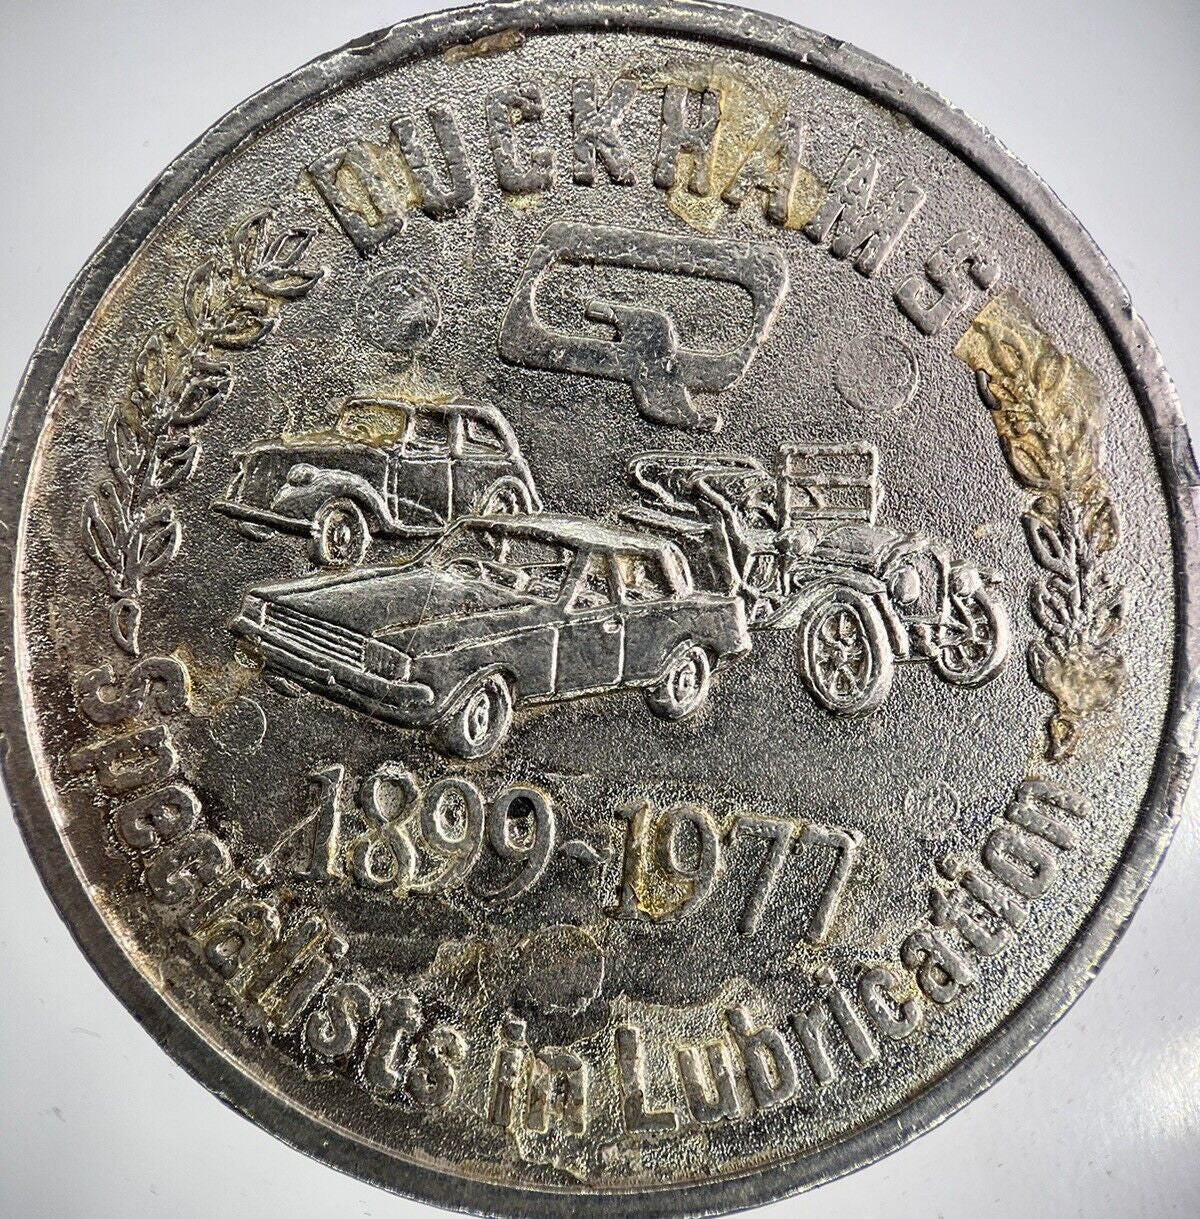 DUCKHAMS
Q
1899-1977
Specialists in Lubrication